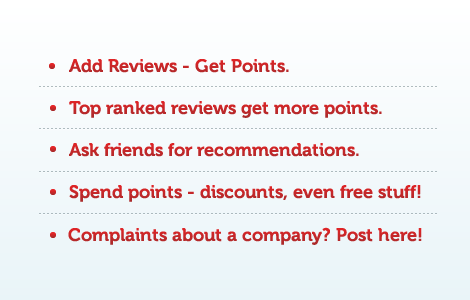 • Add Reviews - Get Points.
• Top ranked reviews get more points.
• Ask friends for recommendations.
• Spend points - discounts, even free stuff!
• Complaints about a company? Post here!